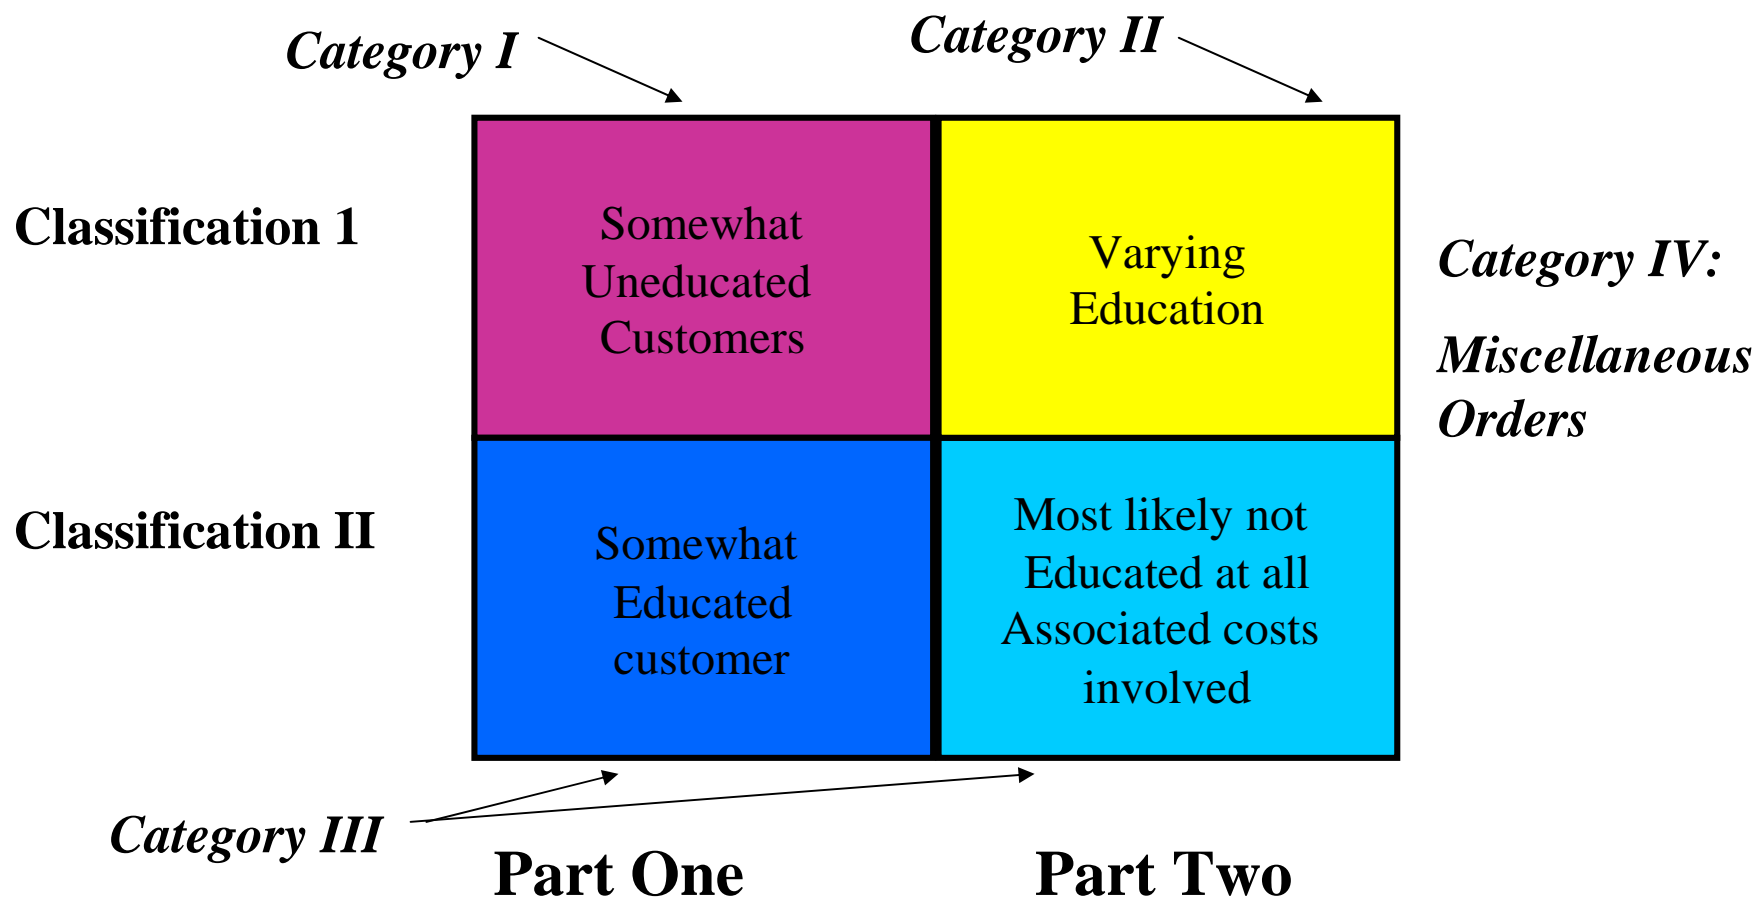 Category I
Category II
Classification 1
Somewhat
Uneducated
Customers
Varying
Education
Category IV:
Miscellaneous
Orders
Classification II
Somewhat
Educated
customer
Most likely not
Educated at all
Associated costs
involved
Category III
Part One
Part Two